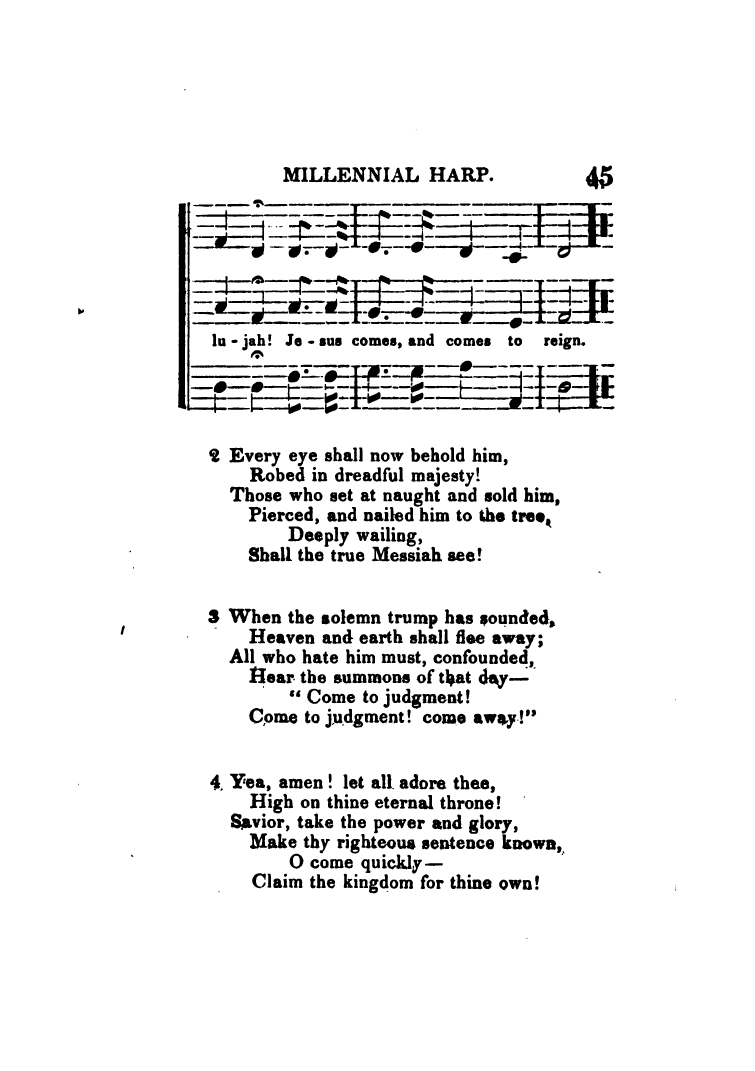 MILLENNIAL HARP. 45
lu - jah! Je - sus comes, and comes to reign.
2 Every eye shall now behold him,
Robed in dreadful majesty!
Those who set at naught and sold him,
Pierced, and nailed him to the tree,
Deeply wailing,
Shall the true Messiah see!
3 When the solemn trump has sounded,
Heaven and earth shall flee away;
All who hate him must, confounded,
Hear the summons of that day—
“ Come to judgment!
Come to judgment! come away!”
4 Yea, amen! let all adore thee,
High on thine eternal throne!
Savior, take the power and glory,
Make thy righteous sentence known,
O come quickly—
Claim the kingdom for thine own!